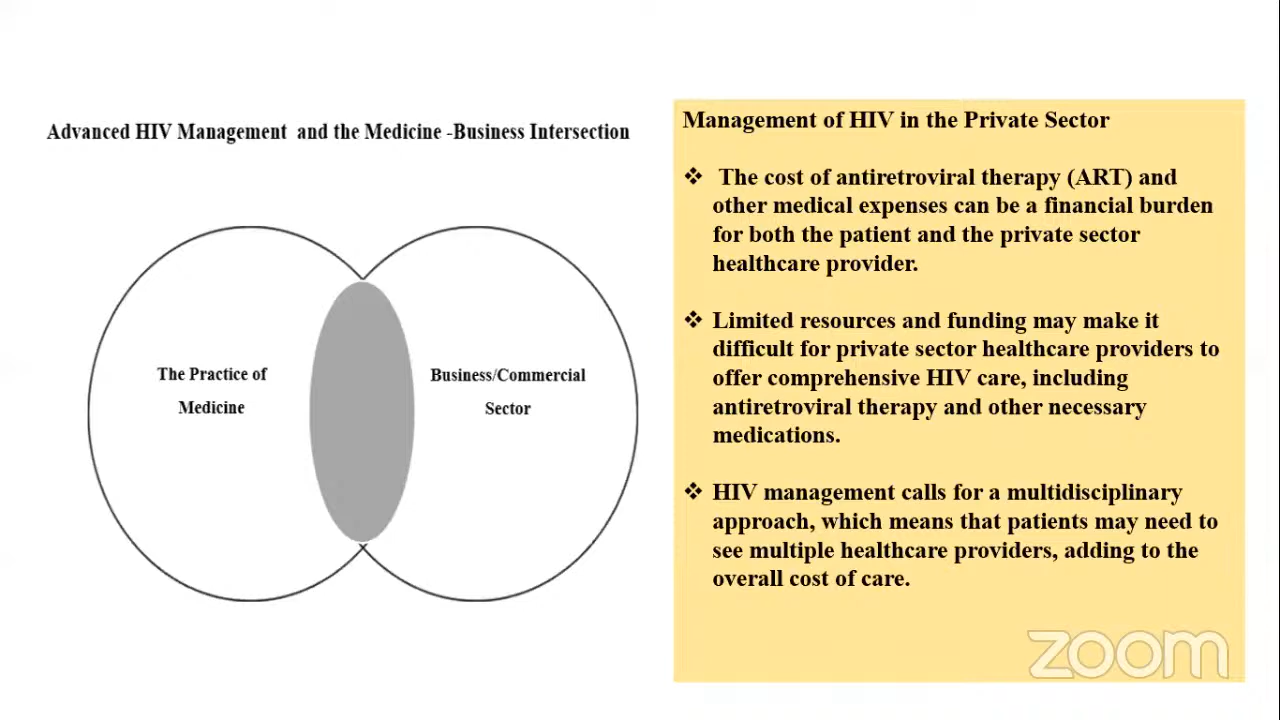 Advanced HIV Management and the Medicine -Business Intersection
The Practice of
Medicine
Business/Commercial
Sector
Management of HIV in the Private Sector
❖ The cost of antiretroviral therapy (ART) and
other medical expenses can be a financial burden
for both the patient and the private sector
healthcare provider.
❖ Limited resources and funding may make it
difficult for private sector healthcare providers to
offer comprehensive HIV care, including
antiretroviral therapy and other necessary
medications.
❖ HIV management calls for a multidisciplinary
approach, which means that patients may need to
see multiple healthcare providers, adding to the
overall cost of care.
zoom